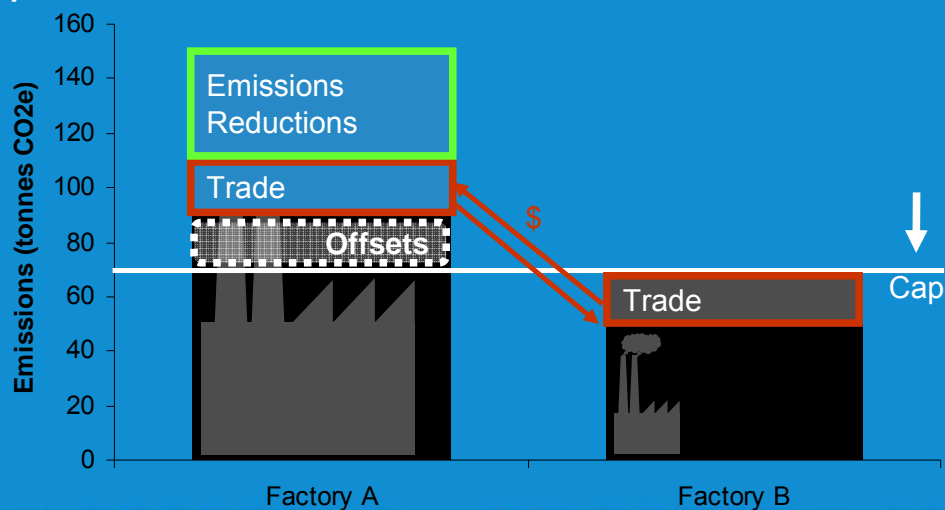 Emissions (tonnes CO2e)
160
140
120
100
80
60
40
20
0
Emissions
Reductions
Trade
Offsets
$
Trade
Cap
Factory A
Factory B